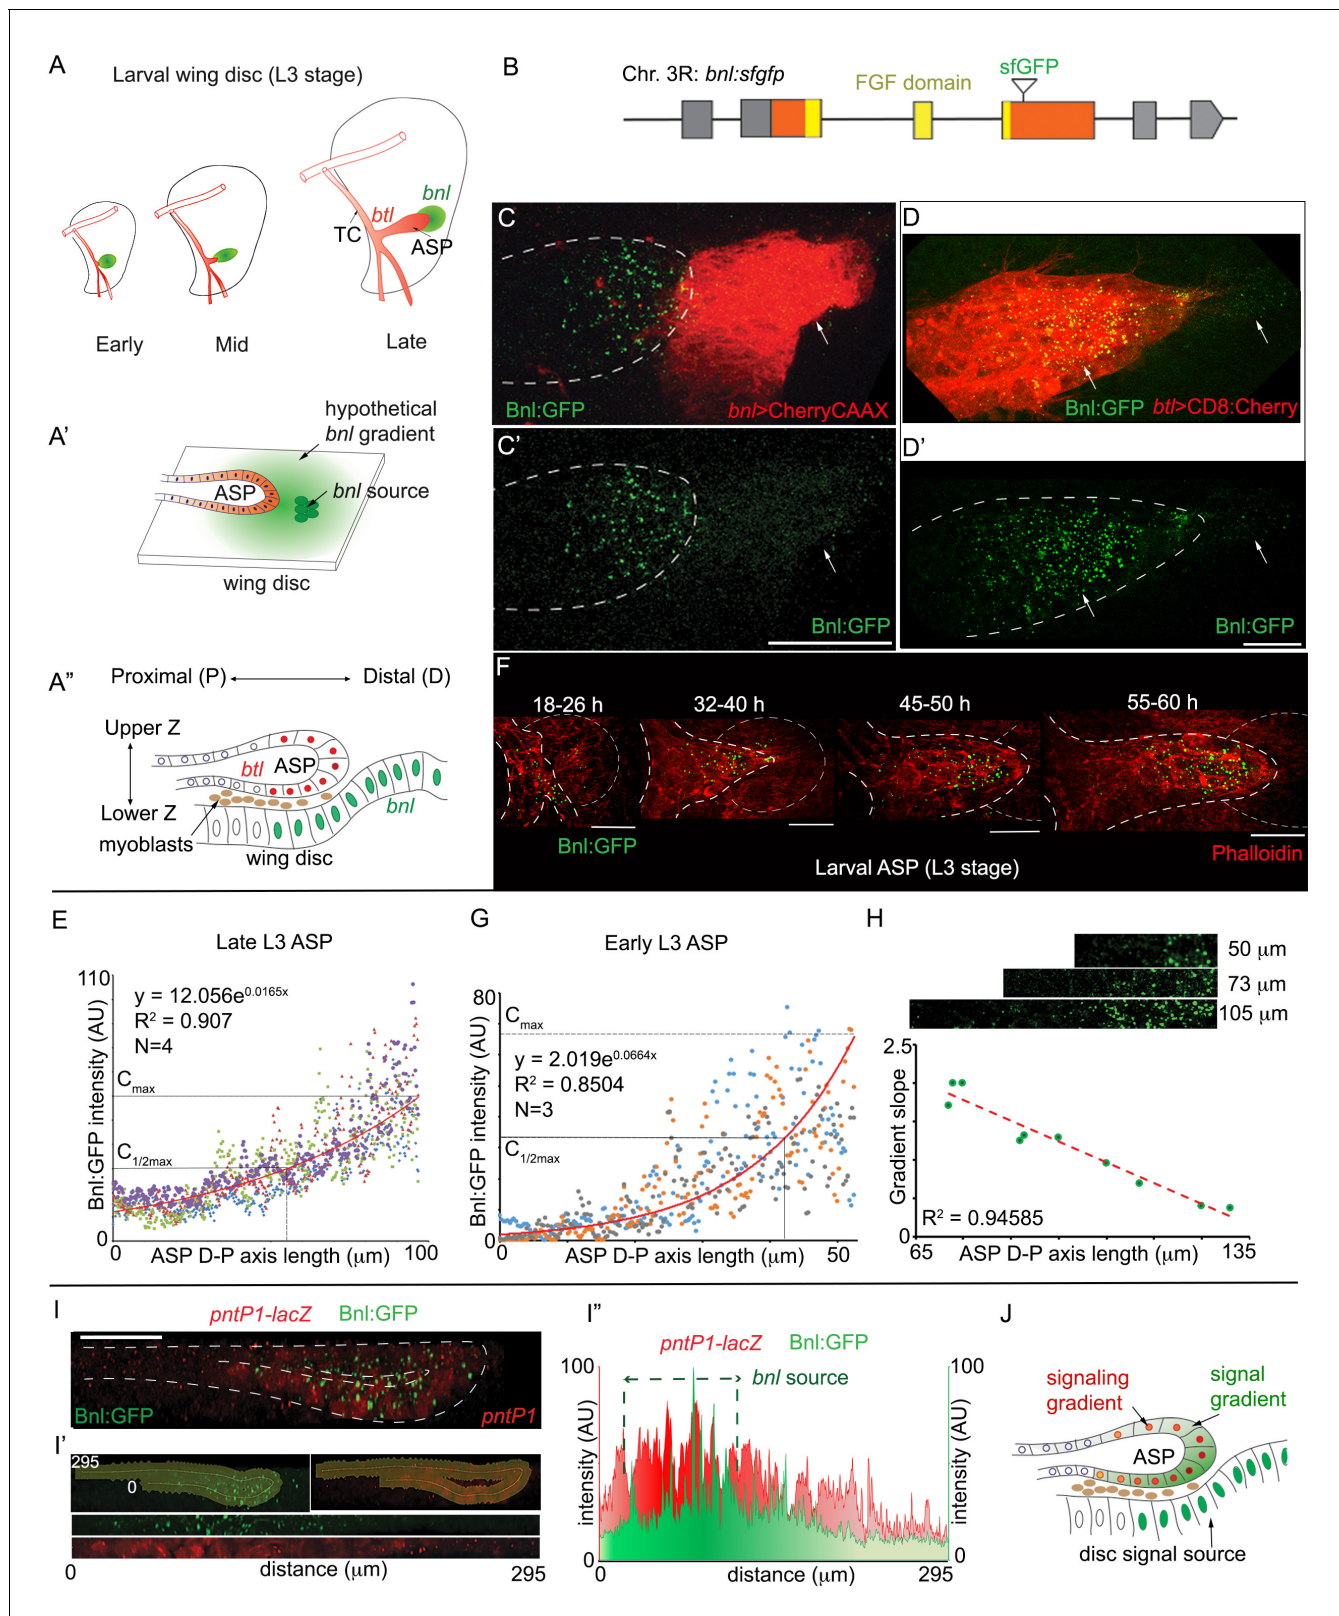 A
Larval wing disc (L3 stage)
bnl
btl
TC
ASP
Early
Mid
Late
A'
hypothetical
bnl gradient
ASP
bnl source
wing disc
A"
Proximal (P)
Distal (D)
Upper Z
btl
ASP
Lower Z
bnl
myoblasts
wing disc
B
Chr. 3R: bnl:sfgfp
FGF domain
sfGFP
C
Bnl:GFP
bnl>CherryCAAX
C'
Bnl:GFP
D
Bnl:GFP btl>CD8:Cherry
D'
Bnl:GFP
F
18-26 h
32-40 h
45-50 h
55-60 h
Bnl:GFP
Phalloidin
Larval ASP (L3 stage)
E
Late L3 ASP
110
y = 12.056e^0.0165x
R² = 0.907
N=4
Cmax
C1/2max
Bnl:GFP intensity (AU)
0
0
ASP D-P axis length (μm)
100
G
Early L3 ASP
80
Cmax
y = 2.019e^0.0664x
R² = 0.8504
N=3
C1/2max
Bnl:GFP intensity (AU)
0
0
ASP D-P axis length (μm)
50
H
50 μm
73 μm
105 μm
2.5
Gradient slope
R² = 0.94585
0
65
ASP D-P axis length (μm)
135
I
pntP1-lacZ Bnl:GFP
Bnl:GFP
pntP1
I'
295
0
0
distance (μm)
295
I"
pntP1-lacZ Bnl:GFP
100
100
bnl source
intensity (AU)
intensity (AU)
0
0
0
distance (μm)
295
J
signaling
gradient
signal
gradient
ASP
disc signal source